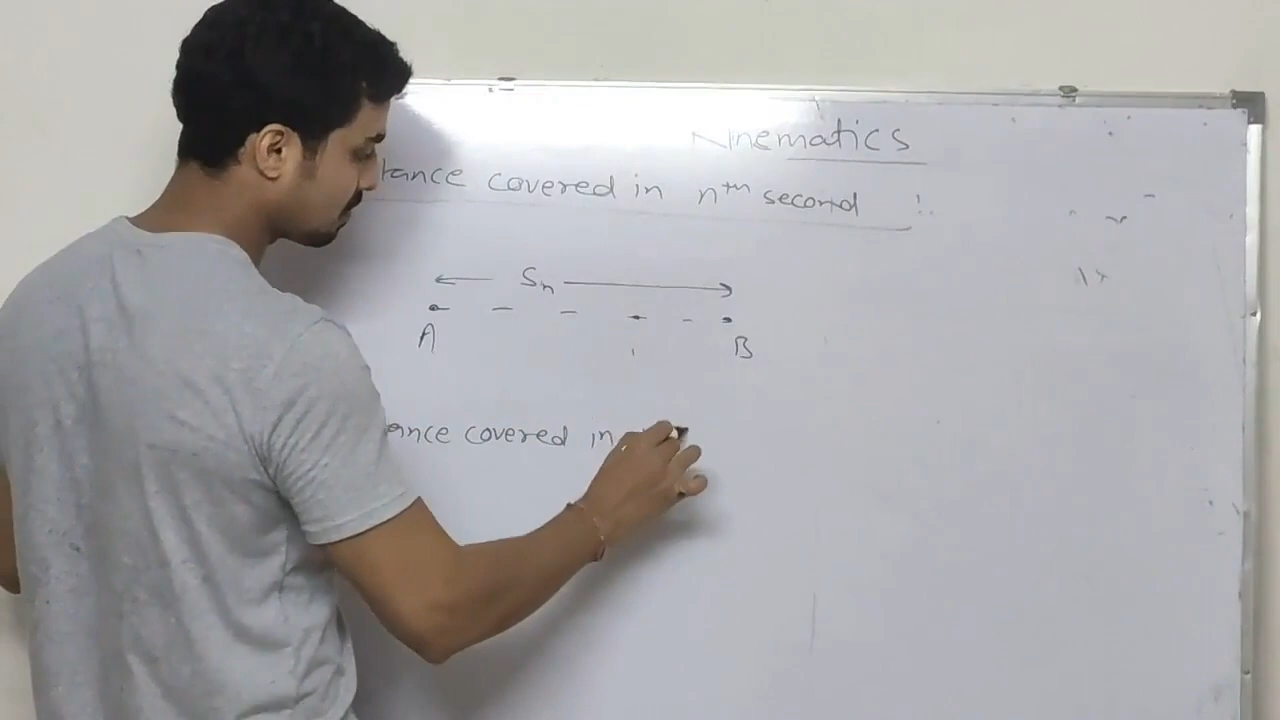 Kinematics
tance covered in nth second :
Sn
A B
ance covered in